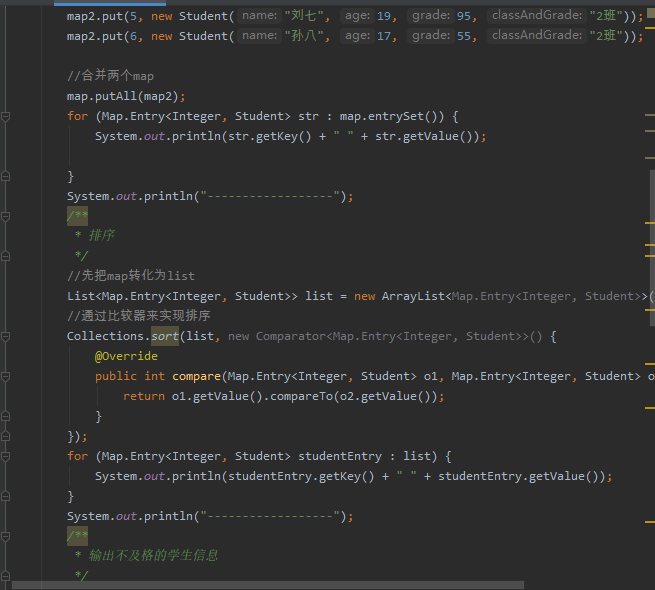 map2.put(5, new Student( name: "刘七", age: 19, grade: 95, classAndGrade: "2班"));
map2.put(6, new Student( name: "孙八", age: 17, grade: 55, classAndGrade: "2班"));
//合并两个map
map.putAll(map2);
for (Map.Entry<Integer, Student> str : map.entrySet()) {
System.out.println(str.getKey() + " " + str.getValue());
}
System.out.println("------------------");
/**
* 排序
*/
//先把map转化为list
List<Map.Entry<Integer, Student>> list = new ArrayList<Map.Entry<Integer, Student>>(
//通过比较器来实现排序
Collections.sort(list, new Comparator<Map.Entry<Integer, Student>>() {
@Override
public int compare(Map.Entry<Integer, Student> o1, Map.Entry<Integer, Student> o
return o1.getValue().compareTo(o2.getValue());
}
});
for (Map.Entry<Integer, Student> studentEntry : list) {
System.out.println(studentEntry.getKey() + " " + studentEntry.getValue());
}
System.out.println("------------------");
/**
* 输出不及格的学生信息
*/